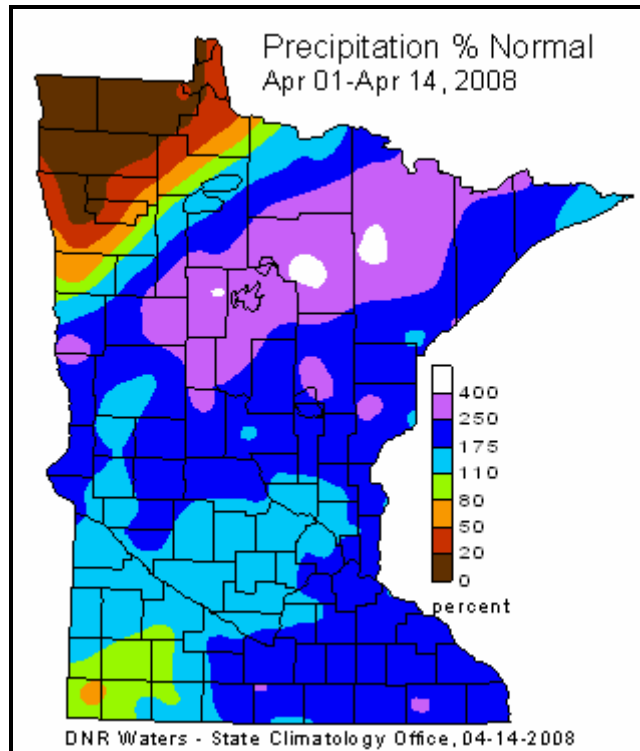 Precipitation % Normal
Apr 01-Apr 14, 2008
400
250
175
110
80
50
20
0
percent
DNR Waters - State Climatology Office, 04-14-2008